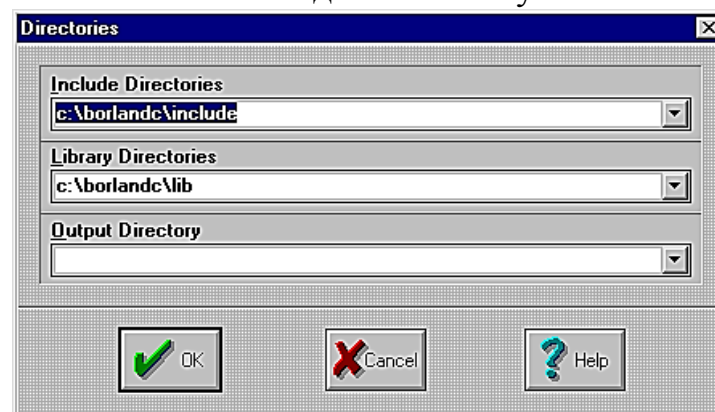 Directories
Include Directories
c:\borlandc\include
Library Directories
c:\borlandc\lib
Output Directory
OK
Cancel
Help